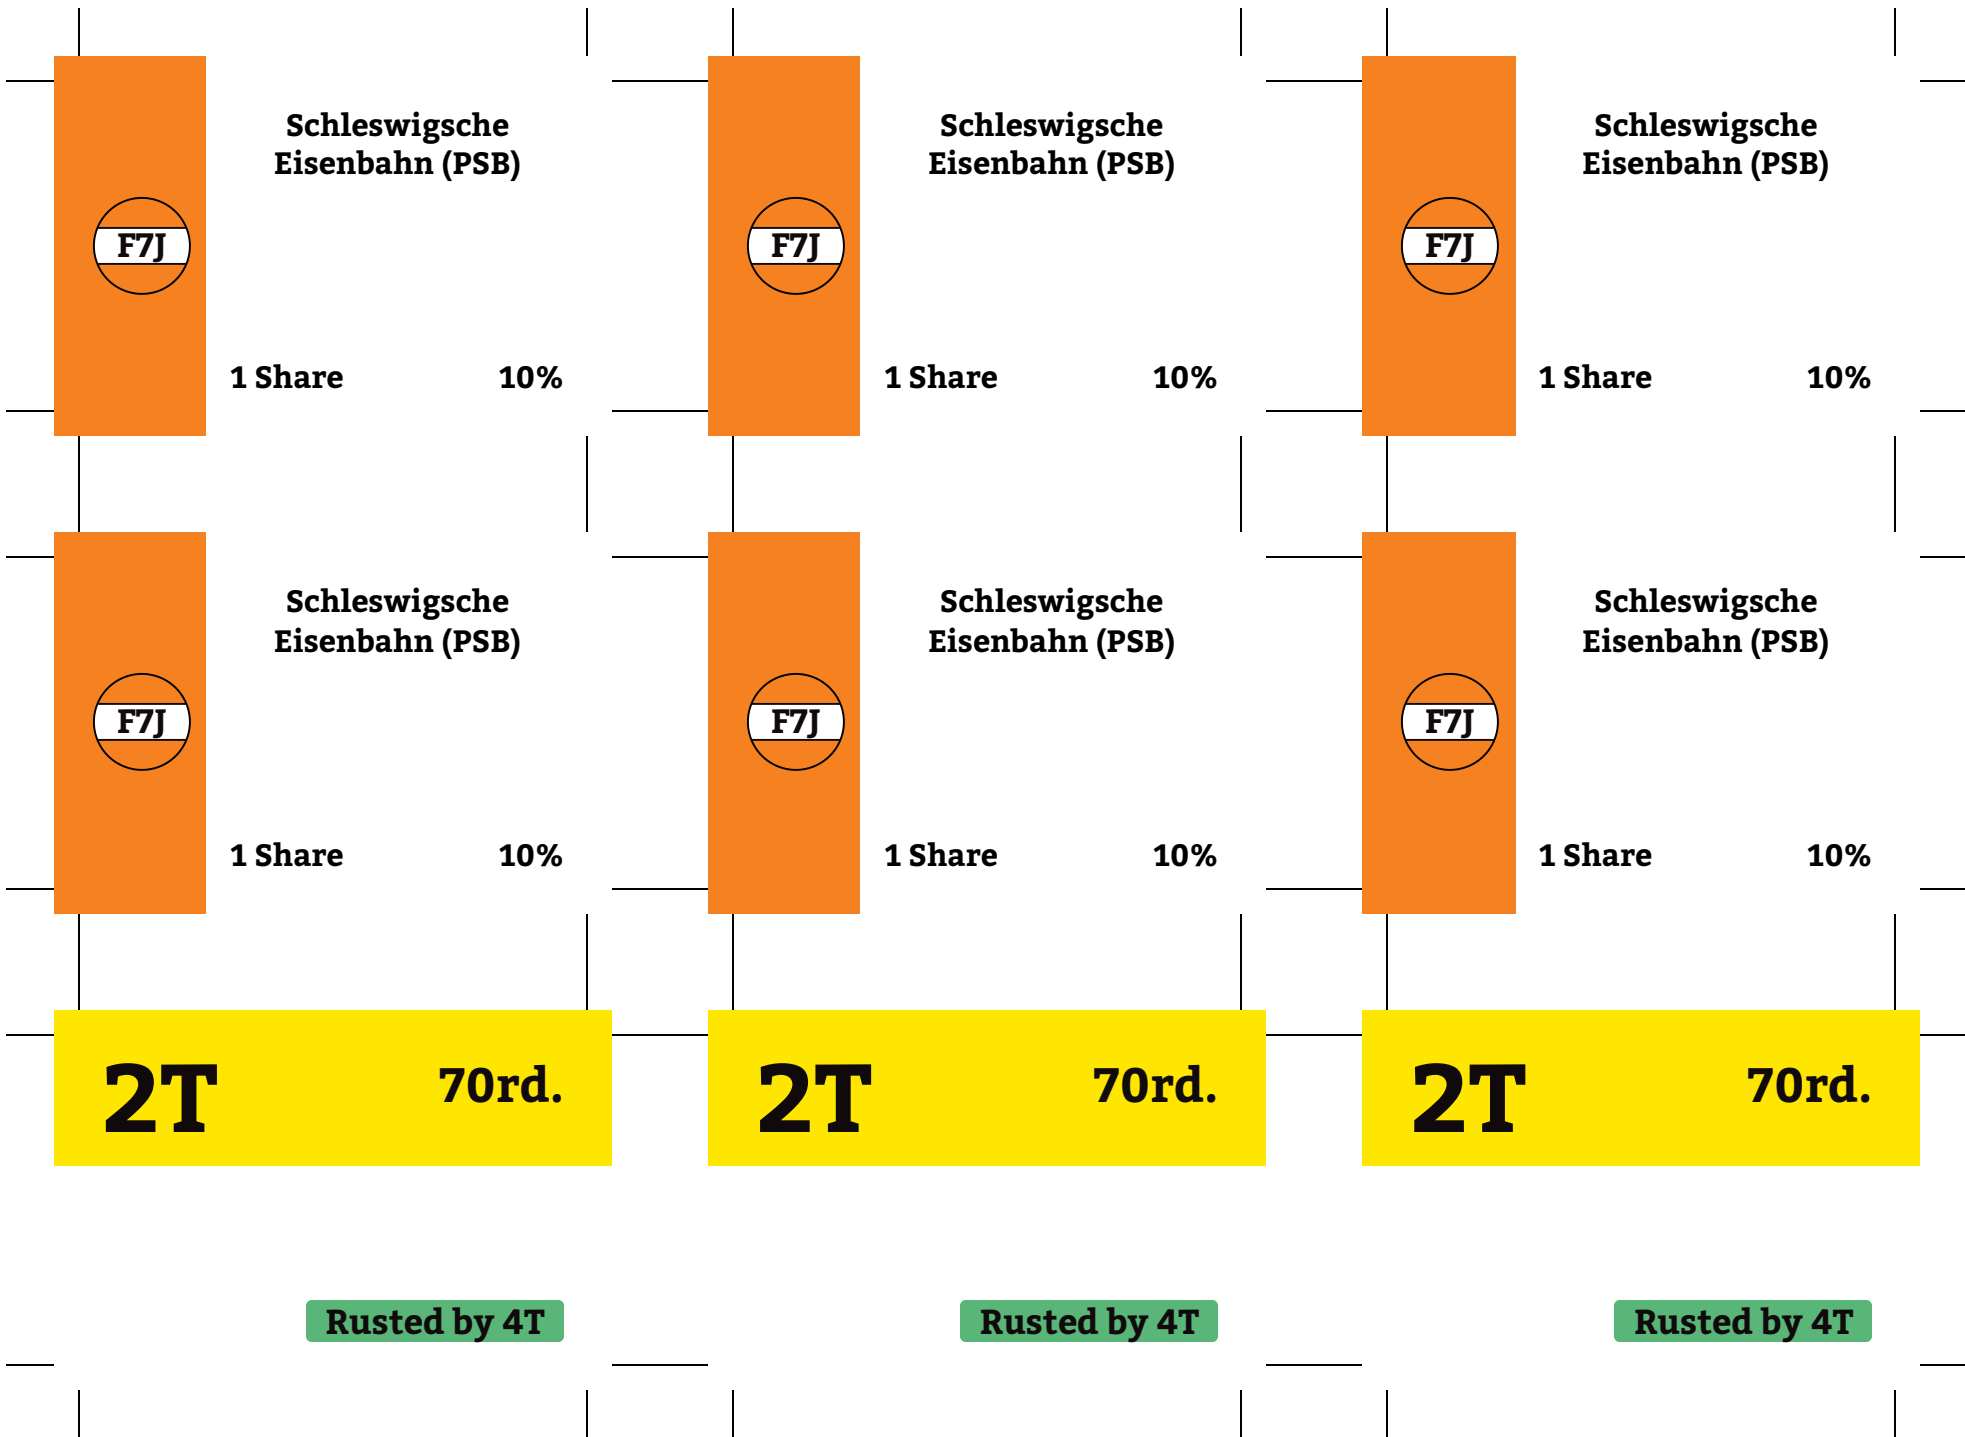 Schleswigsche
Eisenbahn (PSB)
F7J
1 Share 10%
Schleswigsche
Eisenbahn (PSB)
F7J
1 Share 10%
Schleswigsche
Eisenbahn (PSB)
F7J
1 Share 10%
Schleswigsche
Eisenbahn (PSB)
F7J
1 Share 10%
Schleswigsche
Eisenbahn (PSB)
F7J
1 Share 10%
Schleswigsche
Eisenbahn (PSB)
F7J
1 Share 10%
2T 70rd.
Rusted by 4T
2T 70rd.
Rusted by 4T
2T 70rd.
Rusted by 4T